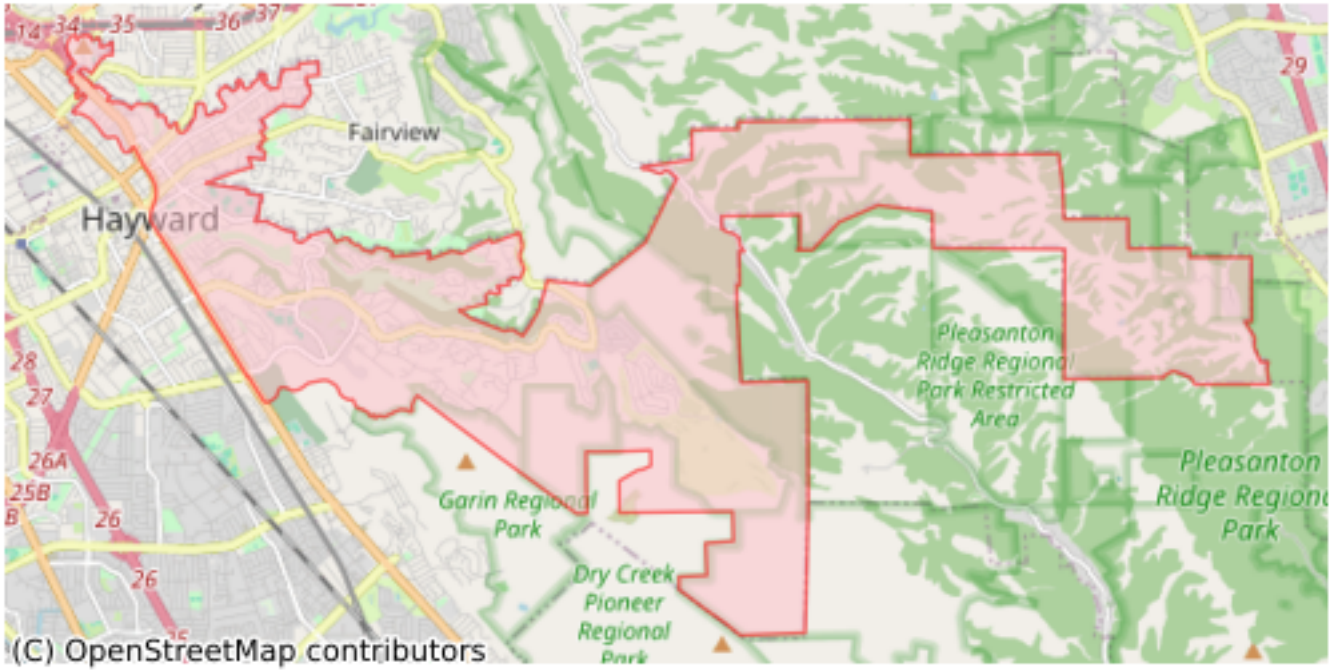 14
34
35
36
37
29
Fairview
Hayward
28
27
26A
25B
B
26
26
Pleasanton
Ridge Regional
Park Restricted
Area
Pleasanton
Ridge Regiona
Park
Garin Regional
Park
Dry Creek
Pioneer
Regional
Park
(C) OpenStreetMap contributors